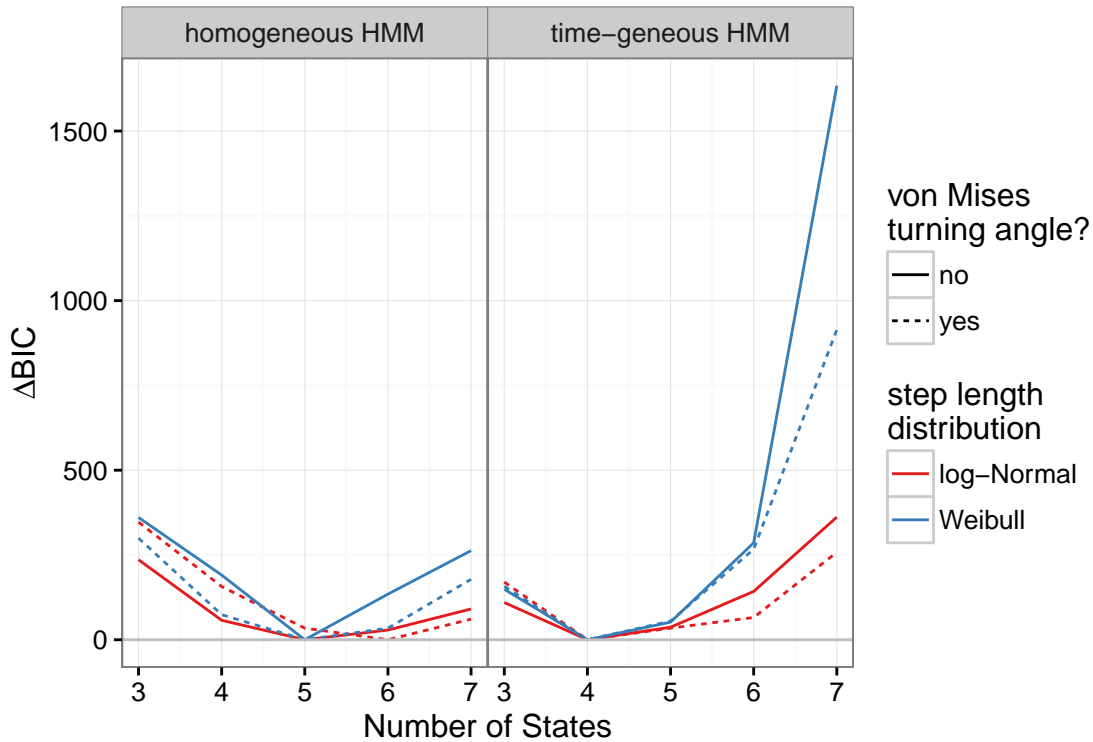 homogeneous HMM
time−geneous HMM
ΔBIC
1500
1000
500
0
3 4 5 6 7
3 4 5 6 7
Number of States
von Mises
turning angle?
no
yes
step length
distribution
log−Normal
Weibull